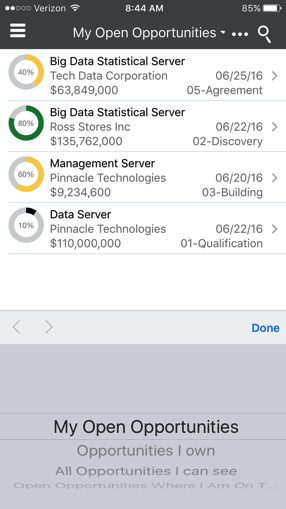 Verizon 8:44 AM 85%
My Open Opportunities
40% Big Data Statistical Server
Tech Data Corporation 06/25/16
$63,849,000 05-Agreement
80% Big Data Statistical Server
Ross Stores Inc 06/22/16
$135,762,000 02-Discovery
60% Management Server
Pinnacle Technologies 06/20/16
$9,234,600 03-Building
10% Data Server
Pinnacle Technologies 06/22/16
$110,000,000 01-Qualification
Done
My Open Opportunities
Opportunities I own
All Opportunities I can see
Open Opportunities Where I Am On T...